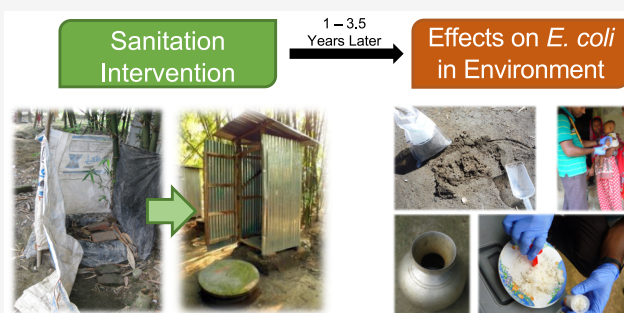 Sanitation
Intervention
1 – 3.5
Years Later
Effects on E. coli
in Environment